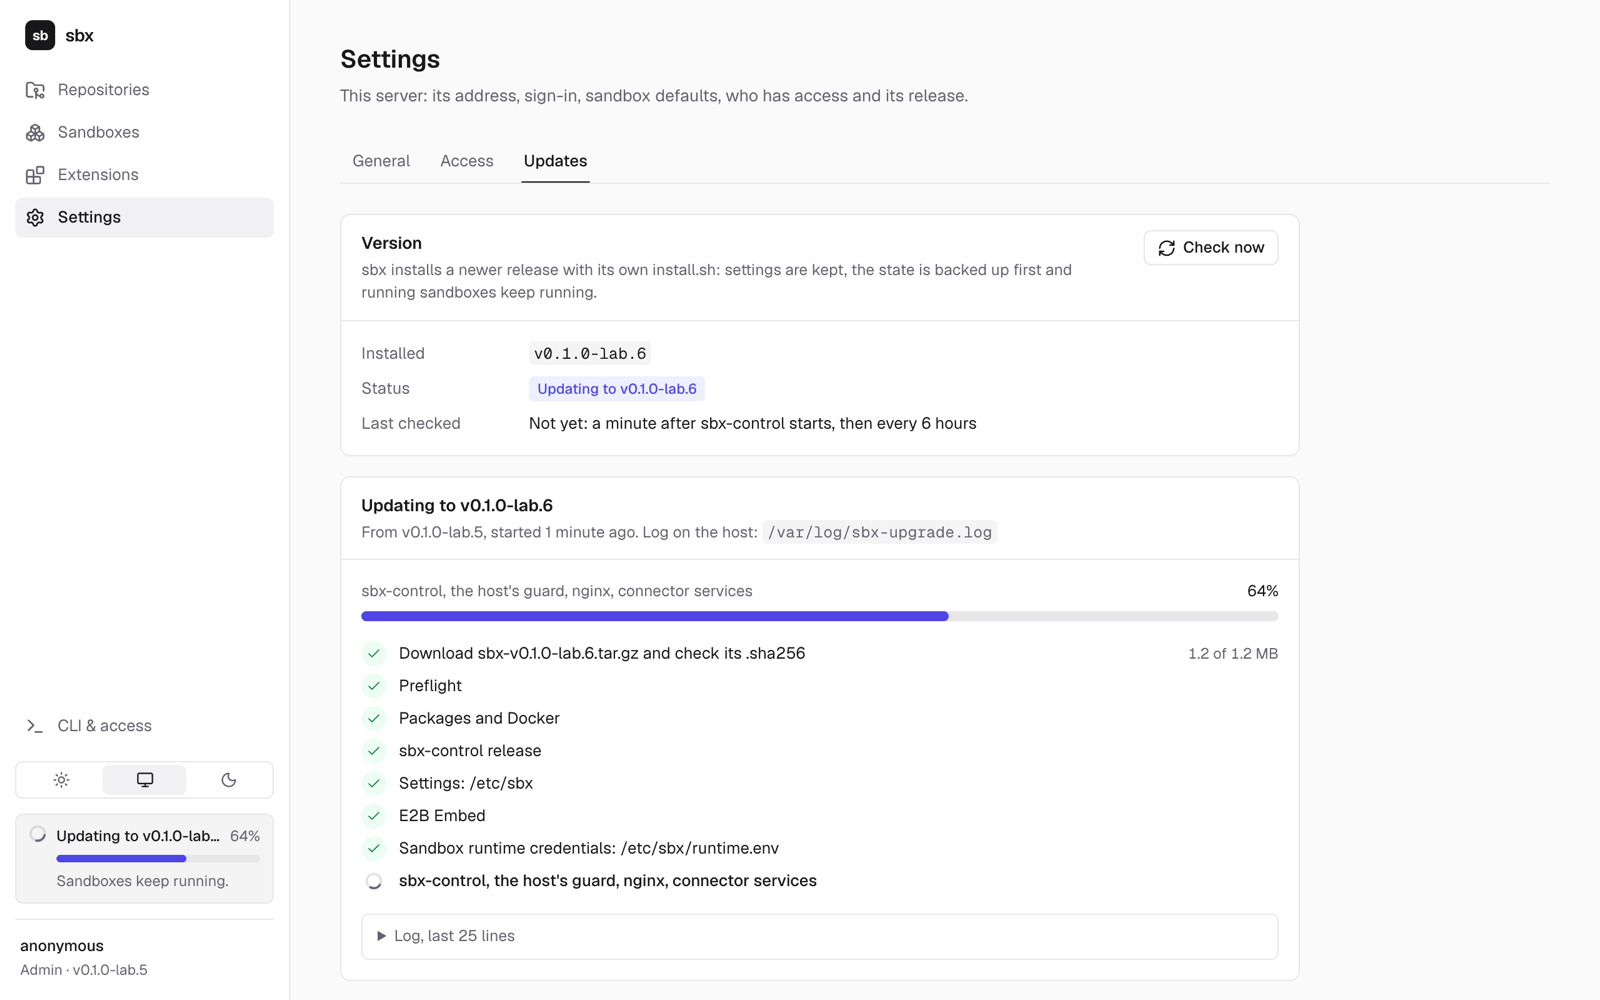 sb sbx
Repositories
Sandboxes
Extensions
Settings
CLI & access
Updating to v0.1.0-lab... 64%
Sandboxes keep running.
anonymous
Admin · v0.1.0-lab.5
Settings
This server: its address, sign-in, sandbox defaults, who has access and its release.
General Access Updates
Version
Check now
sbx installs a newer release with its own install.sh: settings are kept, the state is backed up first and
running sandboxes keep running.
Installed v0.1.0-lab.6
Status Updating to v0.1.0-lab.6
Last checked Not yet: a minute after sbx-control starts, then every 6 hours
Updating to v0.1.0-lab.6
From v0.1.0-lab.5, started 1 minute ago. Log on the host: /var/log/sbx-upgrade.log
sbx-control, the host's guard, nginx, connector services 64%
Download sbx-v0.1.0-lab.6.tar.gz and check its .sha256 1.2 of 1.2 MB
Preflight
Packages and Docker
sbx-control release
Settings: /etc/sbx
E2B Embed
Sandbox runtime credentials: /etc/sbx/runtime.env
sbx-control, the host's guard, nginx, connector services
Log, last 25 lines